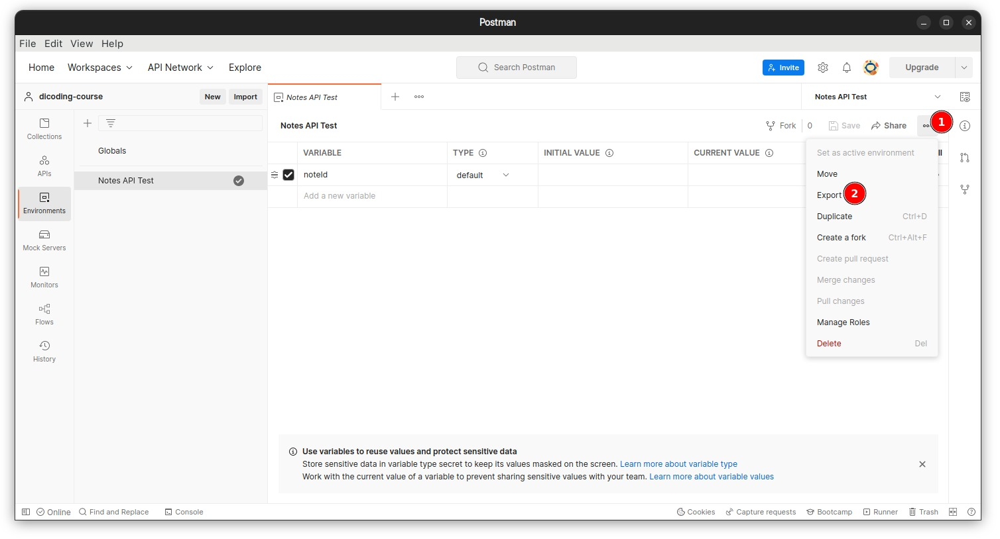 Postman
File Edit View Help
Home Workspaces API Network Explore Search Postman Invite Upgrade
dicoding-course New Import Notes API Test Notes API Test
Notes API Test Fork 0 Save Share 1
Collections
APIs
Environments
Mock Servers
Monitors
Flows
History
Globals
Notes API Test
VARIABLE TYPE INITIAL VALUE CURRENT VALUE
noteId default
Add a new variable
Set as active environment
Move
Export 2
Duplicate Ctrl+D
Create a fork Ctrl+Alt+F
Create pull request
Merge changes
Pull changes
Manage Roles
Delete Del
Use variables to reuse values and protect sensitive data
Store sensitive data in variable type secret to keep its values masked on the screen. Learn more about variable type
Work with the current value of a variable to prevent sharing sensitive values with your team. Learn more about variable values
Online Find and Replace Console Cookies Capture requests Bootcamp Runner Trash